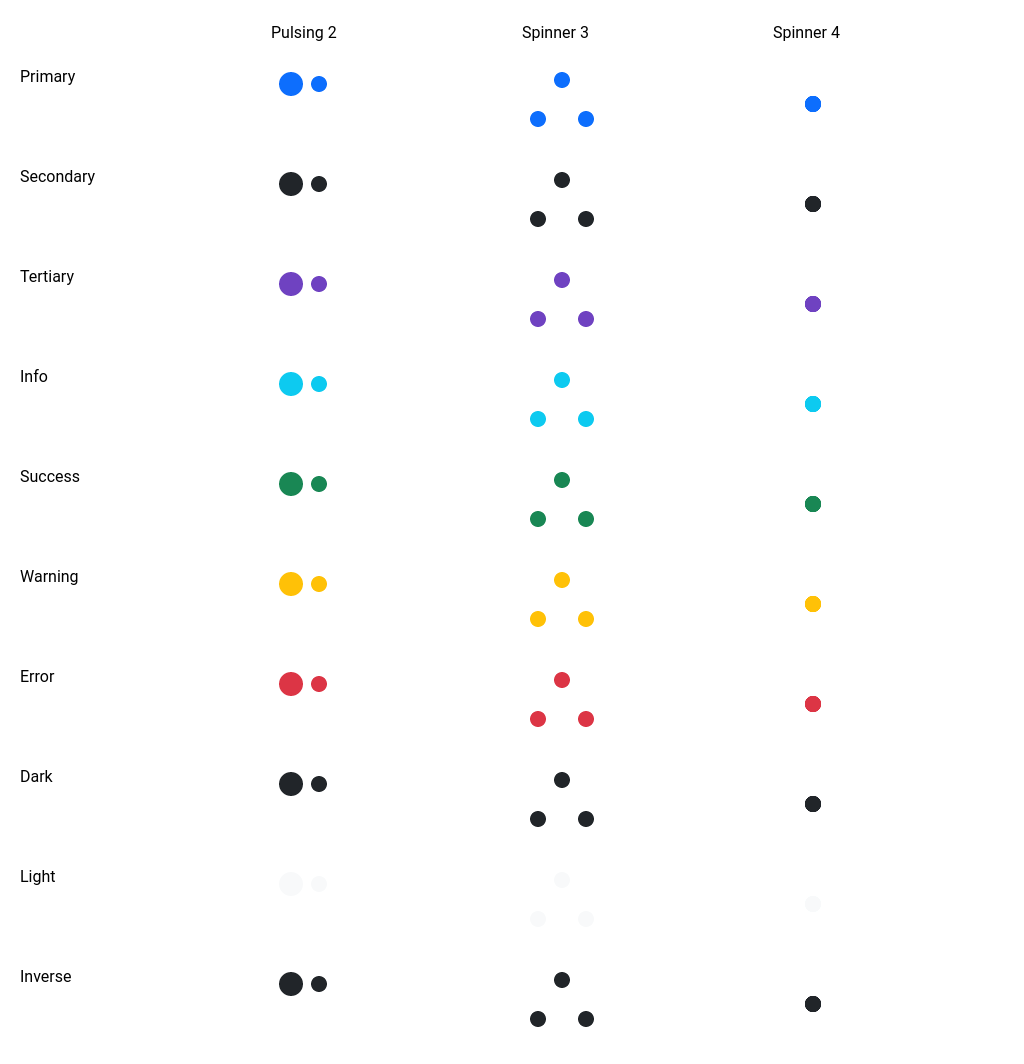 Pulsing 2 Spinner 3 Spinner 4
Primary
Secondary
Tertiary
Info
Success
Warning
Error
Dark
Light
Inverse